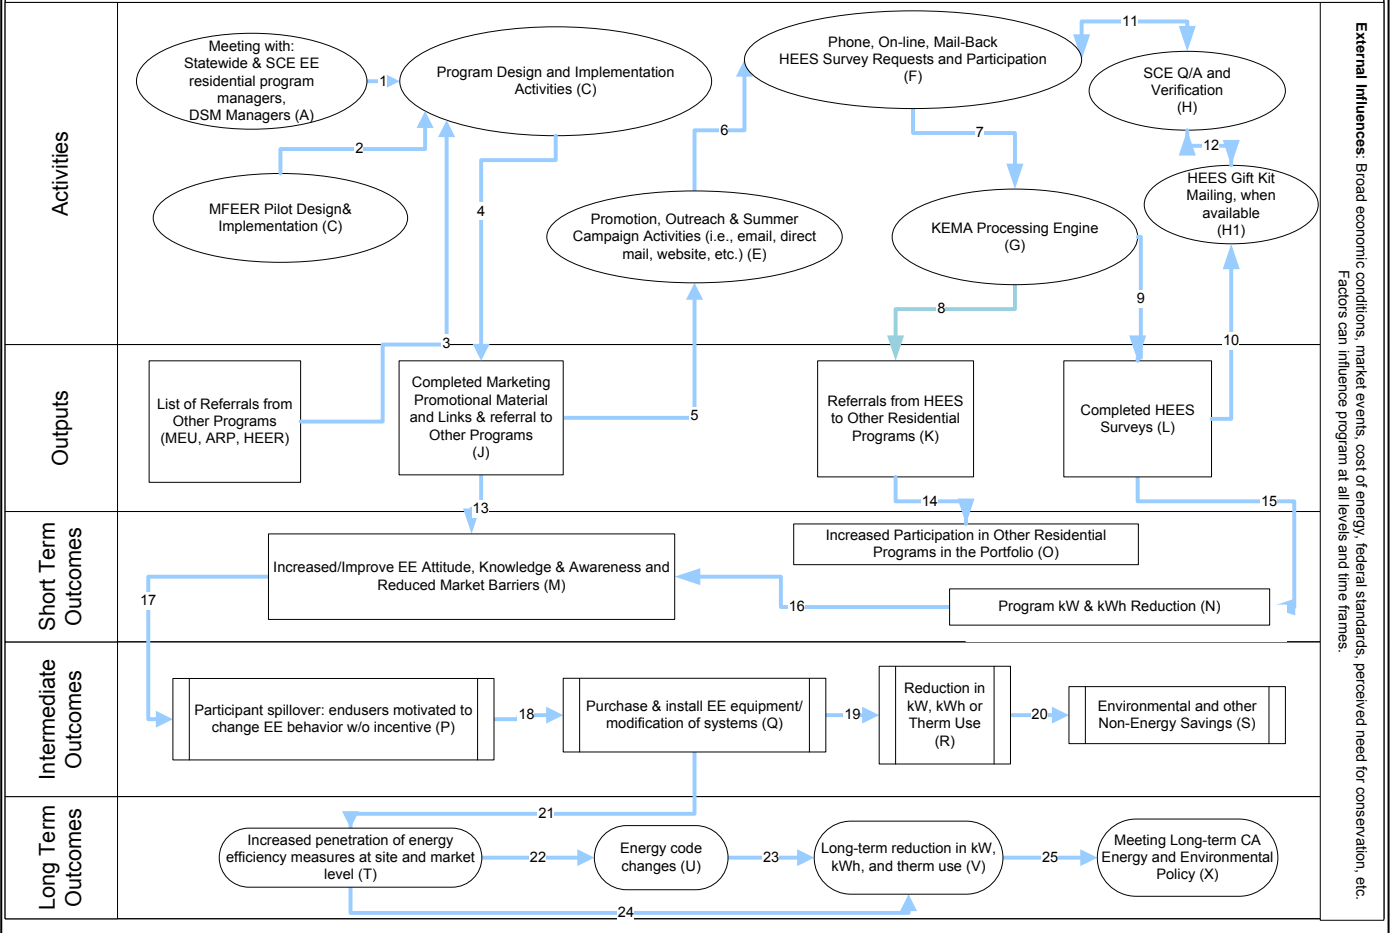 Activities
Meeting with:
Statewide & SCE EE
residential program
managers,
DSM Managers (A)
1
Program Design and Implementation
Activities (C)
2
MFEER Pilot Design&
Implementation (C)
3
4
Promotion, Outreach & Summer
Campaign Activities (i.e., email, direct
mail, website, etc.) (E)
5
6
Phone, On-line, Mail-Back
HEES Survey Requests and Participation
(F)
7
KEMA Processing Engine
(G)
8
9
10
11
SCE Q/A and
Verification
(H)
12
HEES Gift Kit
Mailing, when
available
(H1)
Outputs
List of Referrals from
Other Programs
(MEU, ARP, HEER)
Completed Marketing
Promotional Material
and Links & referral to
Other Programs
(J)
Referrals from HEES
to Other Residential
Programs (K)
Completed HEES
Surveys (L)
13
14
15
Short Term
Outcomes
Increased/Improve EE Attitude, Knowledge & Awareness and
Reduced Market Barriers (M)
Increased Participation in Other Residential
Programs in the Portfolio (O)
16
Program kW & kWh Reduction (N)
17
Intermediate
Outcomes
Participant spillover: endusers motivated to
change EE behavior w/o incentive (P)
18
Purchase & install EE equipment/
modification of systems (Q)
19
Reduction in
kW, kWh or
Therm Use
(R)
20
Environmental and other
Non-Energy Savings (S)
21
Long Term
Outcomes
Increased penetration of energy
efficiency measures at site and market
level (T)
22
Energy code
changes (U)
23
Long-term reduction in kW,
kWh, and therm use (V)
25
Meeting Long-term CA
Energy and Environmental
Policy (X)
24
External Influences: Broad economic conditions, market events, cost of energy, federal standards, perceived need for conservation, etc.
Factors can influence program at all levels and time frames.